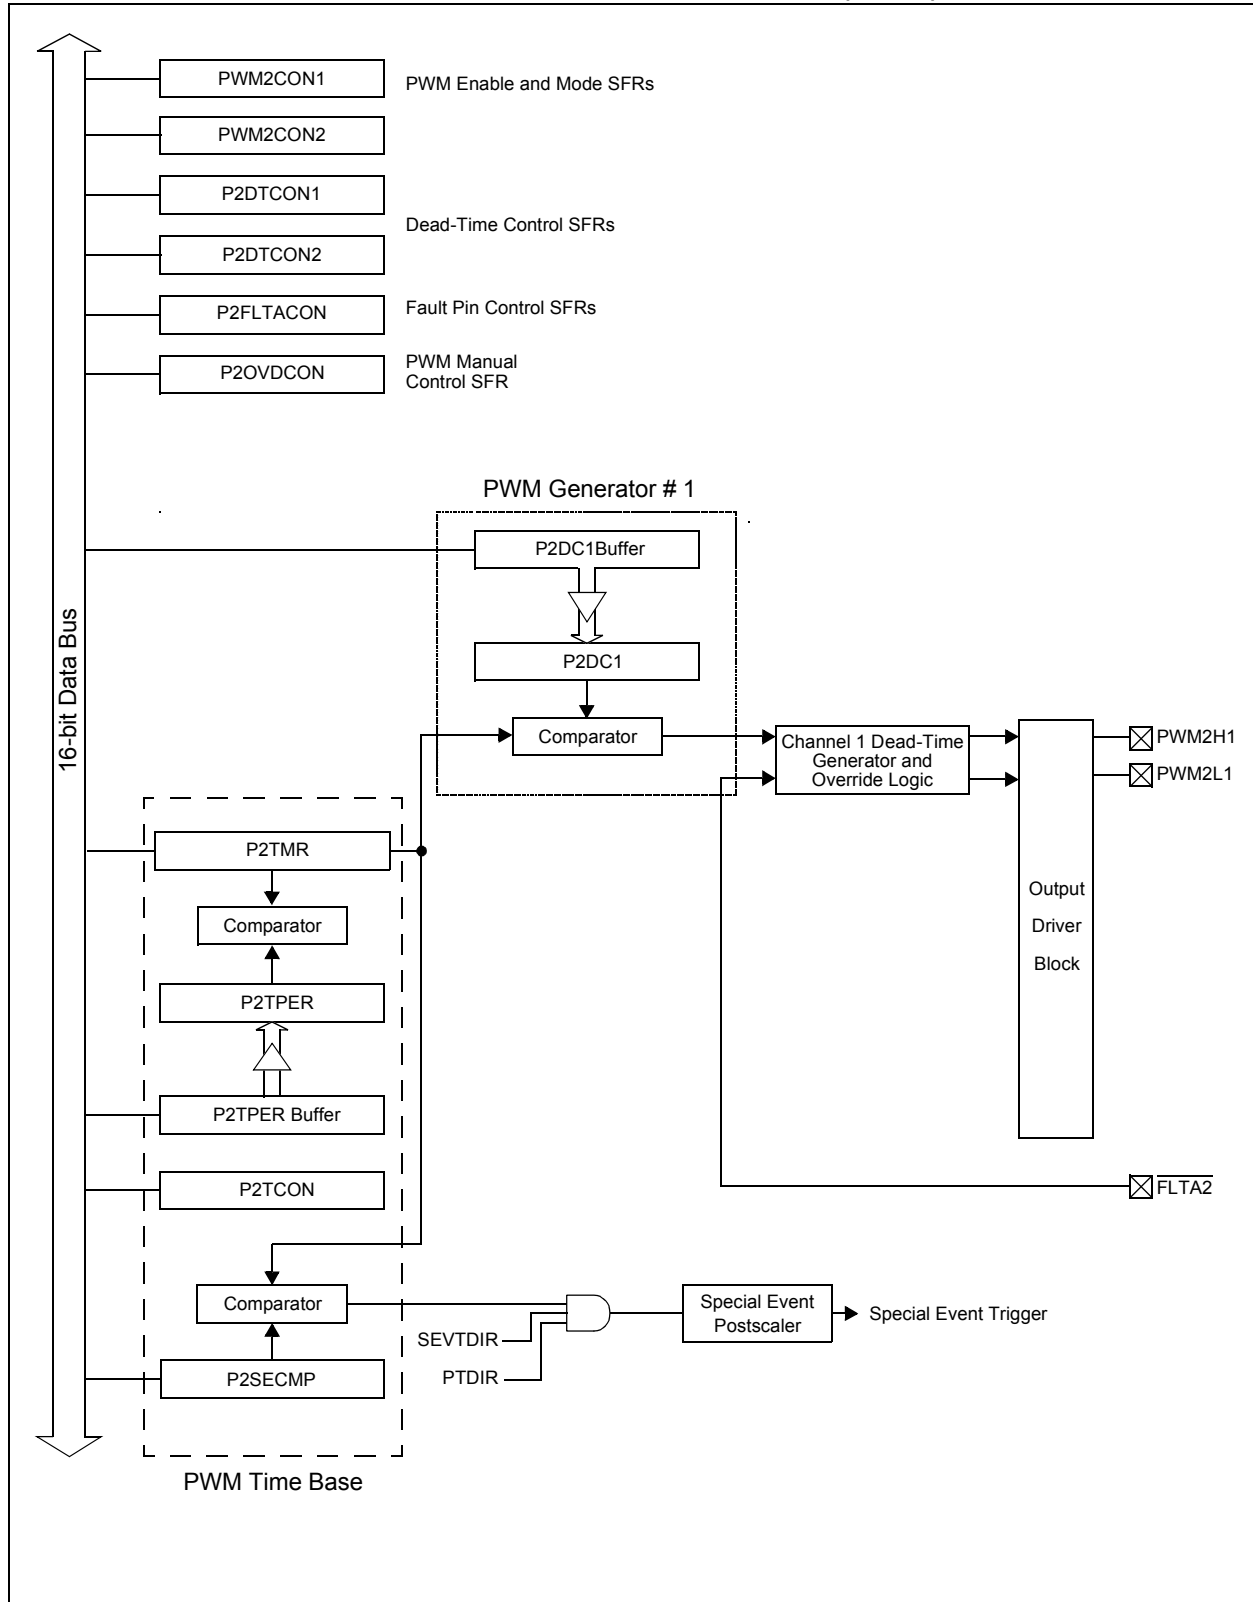 PWM2CON1
PWM Enable and Mode SFRs
PWM2CON2
P2DTCON1
Dead-Time Control SFRs
P2DTCON2
P2FLTACON
Fault Pin Control SFRs
P2OVDCON
PWM Manual
Control SFR
16-bit Data Bus
PWM Generator # 1
P2DC1Buffer
P2DC1
Comparator
Channel 1 Dead-Time
Generator and
Override Logic
PWM2H1
PWM2L1
Output
Driver
Block
P2TMR
Comparator
P2TPER
P2TPER Buffer
P2TCON
FLTA2
Comparator
SEVTDIR
PTDIR
Special Event
Postscaler
Special Event Trigger
P2SECMP
PWM Time Base